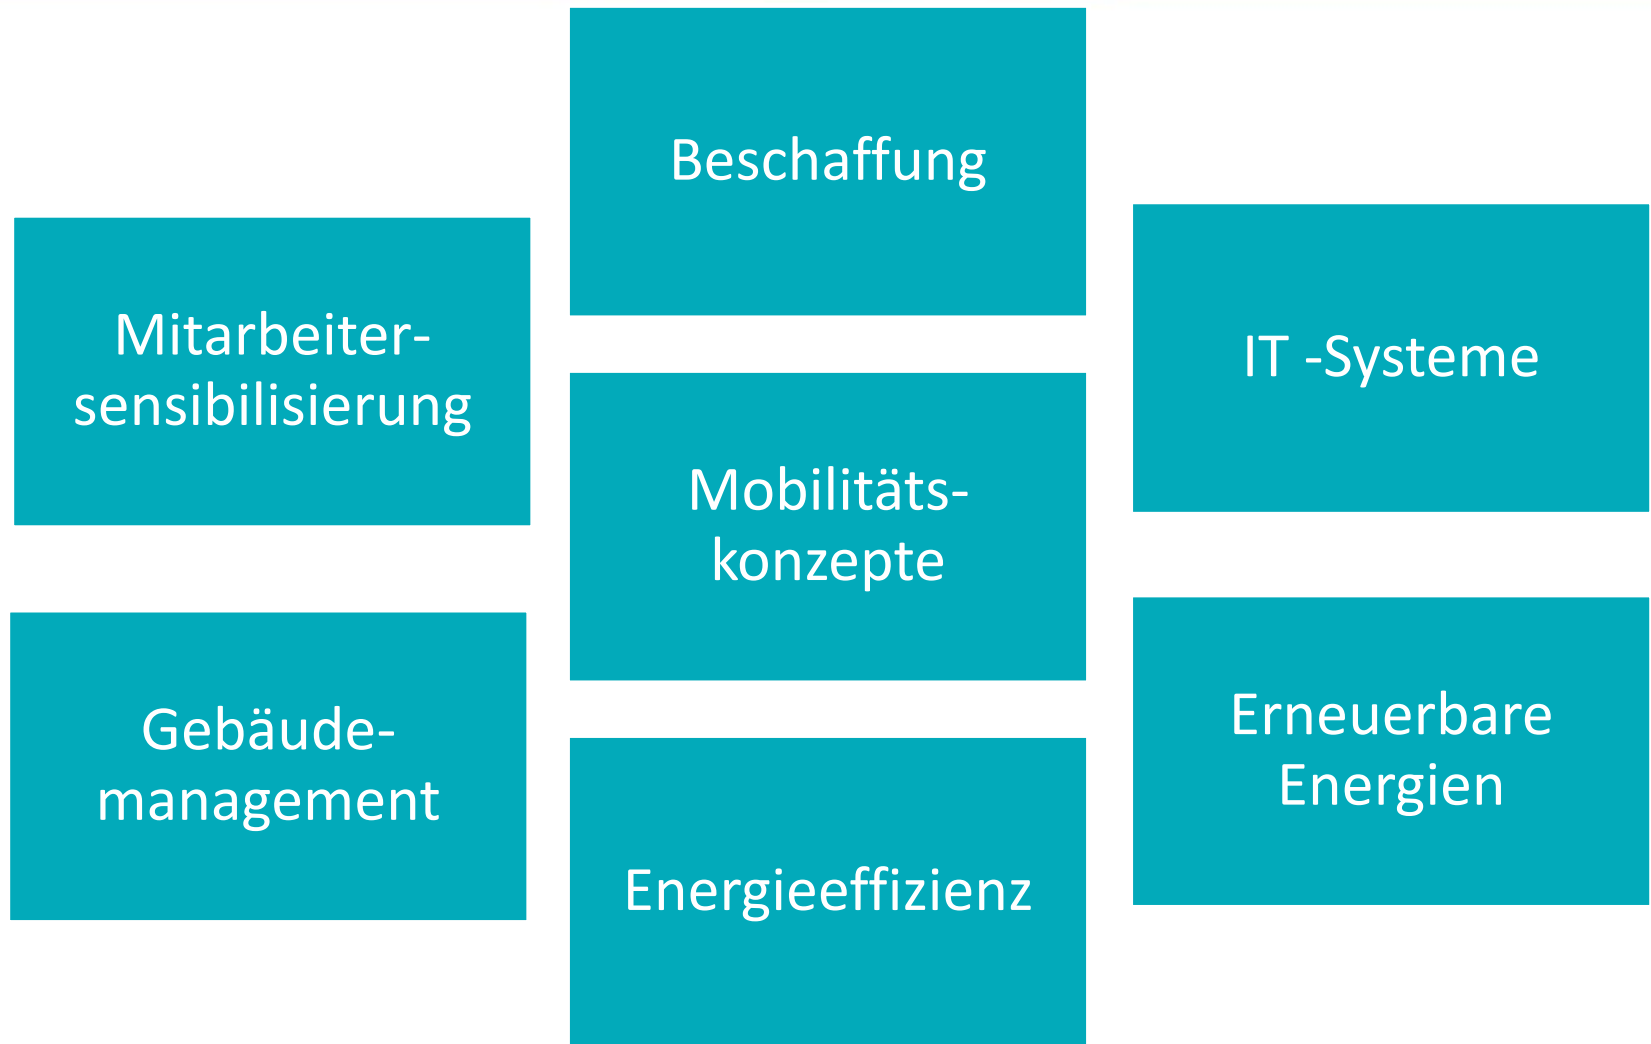 Beschaffung
Mitarbeiter-
sensibilisierung
IT -Systeme
Mobilitäts-
konzepte
Gebäude-
management
Erneuerbare
Energien
Energieeffizienz